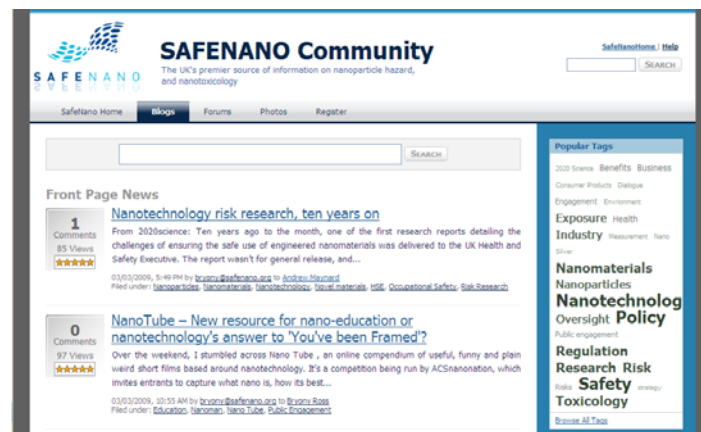 SAFENANO
SAFENANO Community
The UK's premier source of information on nanoparticle hazard,
and nanotoxicology
SafeNanoHome | Help
SEARCH
SafeNano Home Blogs Forums Photos Register
SEARCH
Front Page News
1
Comments
85 Views
Nanotechnology risk research, ten years on
From 2020science: Ten years ago to the month, one of the first research reports detailing the
challenges of ensuring the safe use of engineered nanomaterials was delivered to the UK Health and
Safety Executive. The report wasn't for general release, and...
03/03/2009, 5:49 PM by bryony@safenano.org to Andrew Maynard
Filed under: Nanoparticles, Nanomaterials, Nanotechnology, Novel materials, HSE, Occupational Safety, Risk Research
0
Comments
97 Views
NanoTube – New resource for nano-education or
nanotechnology's answer to 'You've been Framed'?
Over the weekend, I stumbled across Nano Tube , an online compendium of useful, funny and plain
weird short films based around nanotechnology. It's a competition being run by ACSnanonation, which
invites entrants to capture what nano is, how its best...
03/03/2009, 10:55 AM by bryony@safenano.org to Bryony Ross
Filed under: Education, Nanoman, Nano Tube, Public Engagement
Popular Tags
2020 Science Benefits Business
Consumer Products Dialogue
Engagement Environment
Exposure Health
Industry Measurement Nano
Silver
Nanomaterials
Nanoparticles
Nanotechnolog
Oversight Policy
Public engagement
Regulation
Research Risk
Risks Safety strategy
Toxicology
Browse All Tags